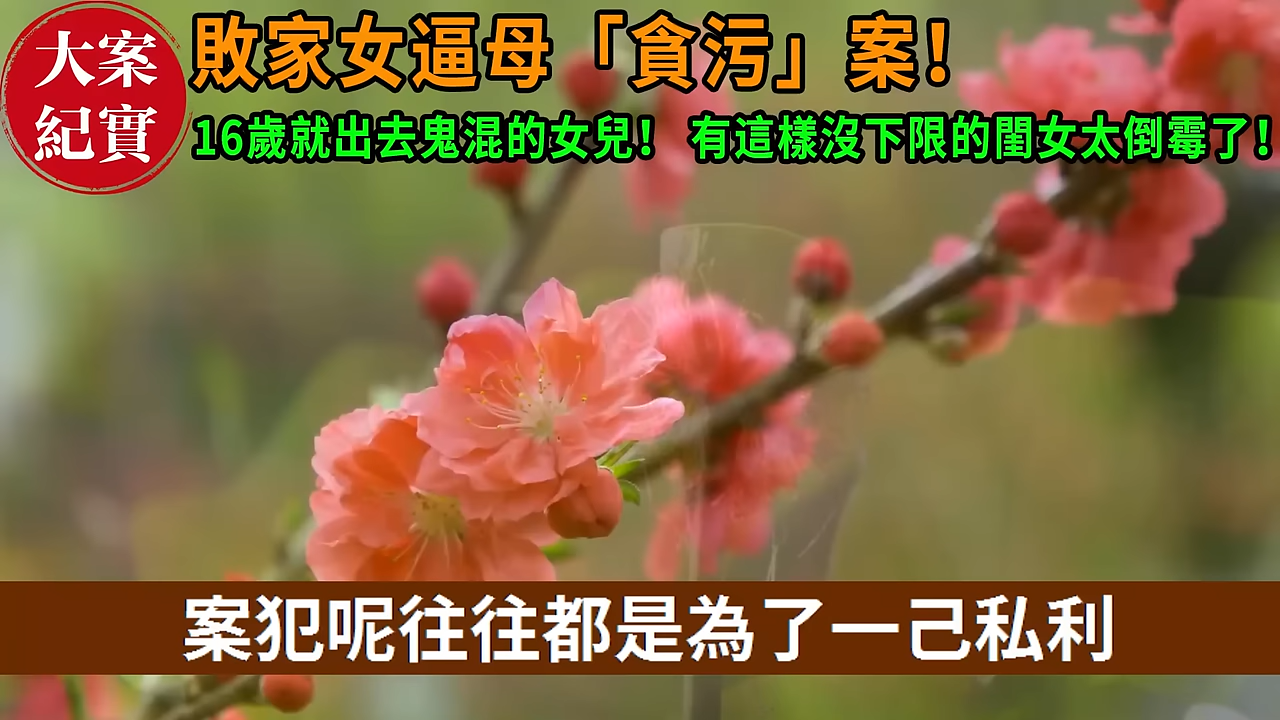 大案
紀實
敗家女逼母「貪污」案！
16歲就出去鬼混的女兒！ 有這樣沒下限的閨女太倒霉了！
案犯呢往往都是為了一己私利